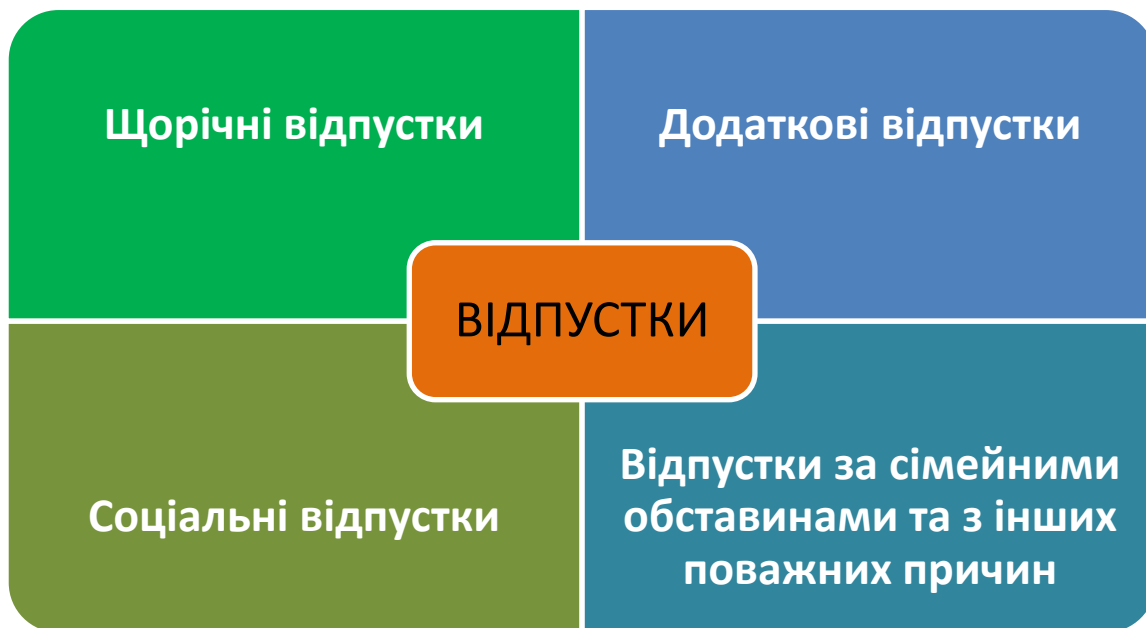 Щорічні відпустки
Додаткові відпустки
ВІДПУСТКИ
Соціальні відпустки
Відпустки за сімейними
обставинами та з інших
поважних причин